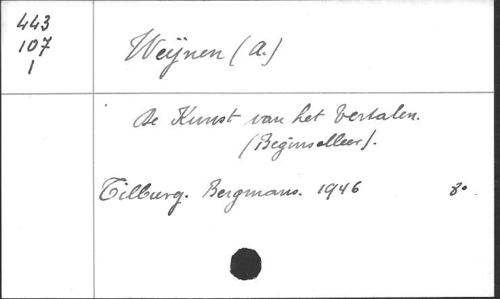 443
107
1
Weijnen (A.)
De Kunst van het Vertalen.
(Beginselleer).
Tilburg. Bergmans. 1946 8°